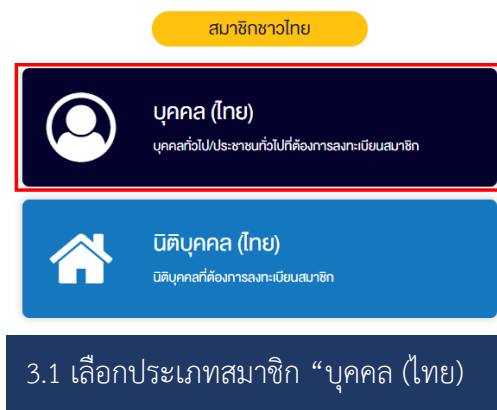 สมาชิกชาวไทย
บุคคล (ไทย)
บุคคลทั่วไป/ประชาชนทั่วไปที่ต้องการลงทะเบียนสมาชิก
นิติบุคคล (ไทย)
นิติบุคคลที่ต้องการลงทะเบียนสมาชิก
3.1 เลือกประเภทสมาชิก “บุคคล (ไทย)